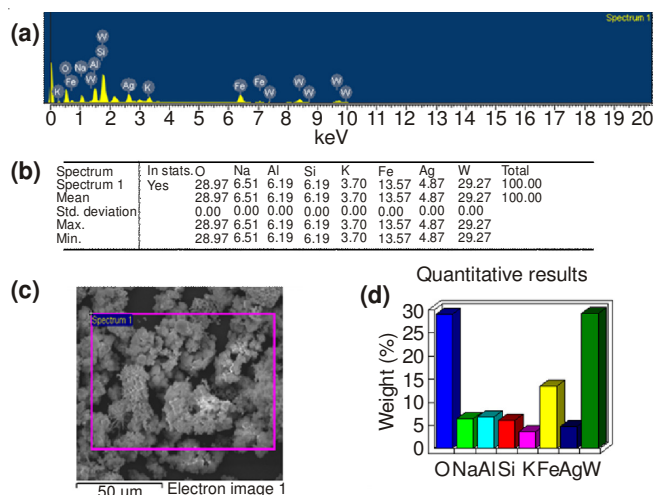 (a)
Spectrum 1
W
Si
O Na Al
K Fe W Ag K Fe Fe W W W W W
0 1 2 3 4 5 6 7 8 9 10 11 12 13 14 15 16 17 18 19 20
keV
(b)
Spectrum In stats. O Na Al Si K Fe Ag W Total
Spectrum 1 Yes 28.97 6.51 6.19 6.19 3.70 13.57 4.87 29.27 100.00
Mean 28.97 6.51 6.19 6.19 3.70 13.57 4.87 29.27 100.00
Std. deviation 0.00 0.00 0.00 0.00 0.00 0.00 0.00 0.00
Max. 28.97 6.51 6.19 6.19 3.70 13.57 4.87 29.27
Min. 28.97 6.51 6.19 6.19 3.70 13.57 4.87 29.27
(c)
Spectrum 1
50 µm Electron image 1
(d)
Quantitative results
Weight (%)
30
25
20
15
10
5
0
O Na Al Si K Fe Ag W